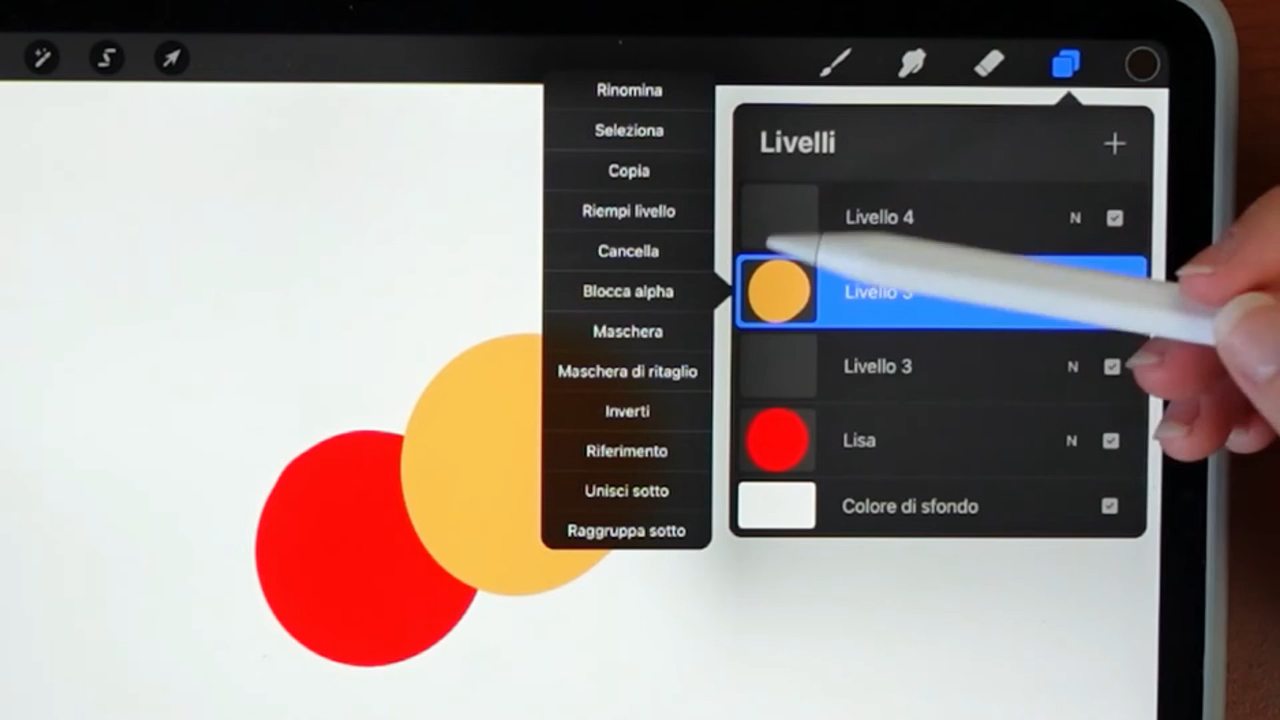 Rinomina
Seleziona
Copia
Riempi livello
Cancella
Blocca alpha
Maschera
Maschera di ritaglio
Inverti
Riferimento
Unisci sotto
Raggruppa sotto
Livelli
Livello 4 N
Livello
Livello 3 N
Lisa N
Colore di sfondo